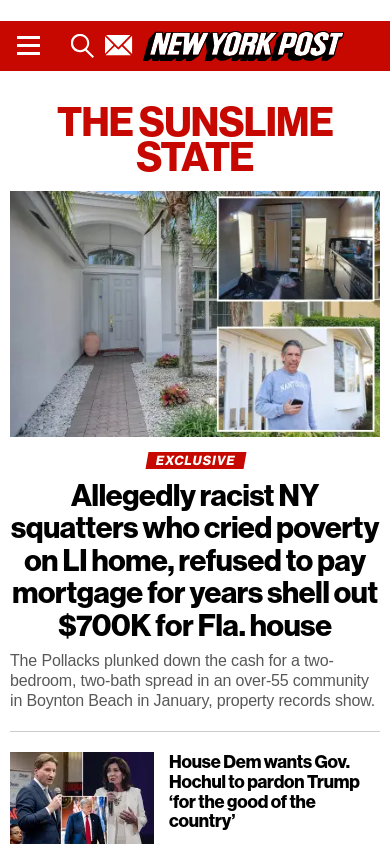 NEW YORK POST
THE SUNSLIME
STATE
EXCLUSIVE
Allegedly racist NY
squatters who cried poverty
on LI home, refused to pay
mortgage for years shell out
$700K for Fla. house
The Pollacks plunked down the cash for a two-
bedroom, two-bath spread in an over-55 community
in Boynton Beach in January, property records show.
House Dem wants Gov.
Hochul to pardon Trump
‘for the good of the
country’